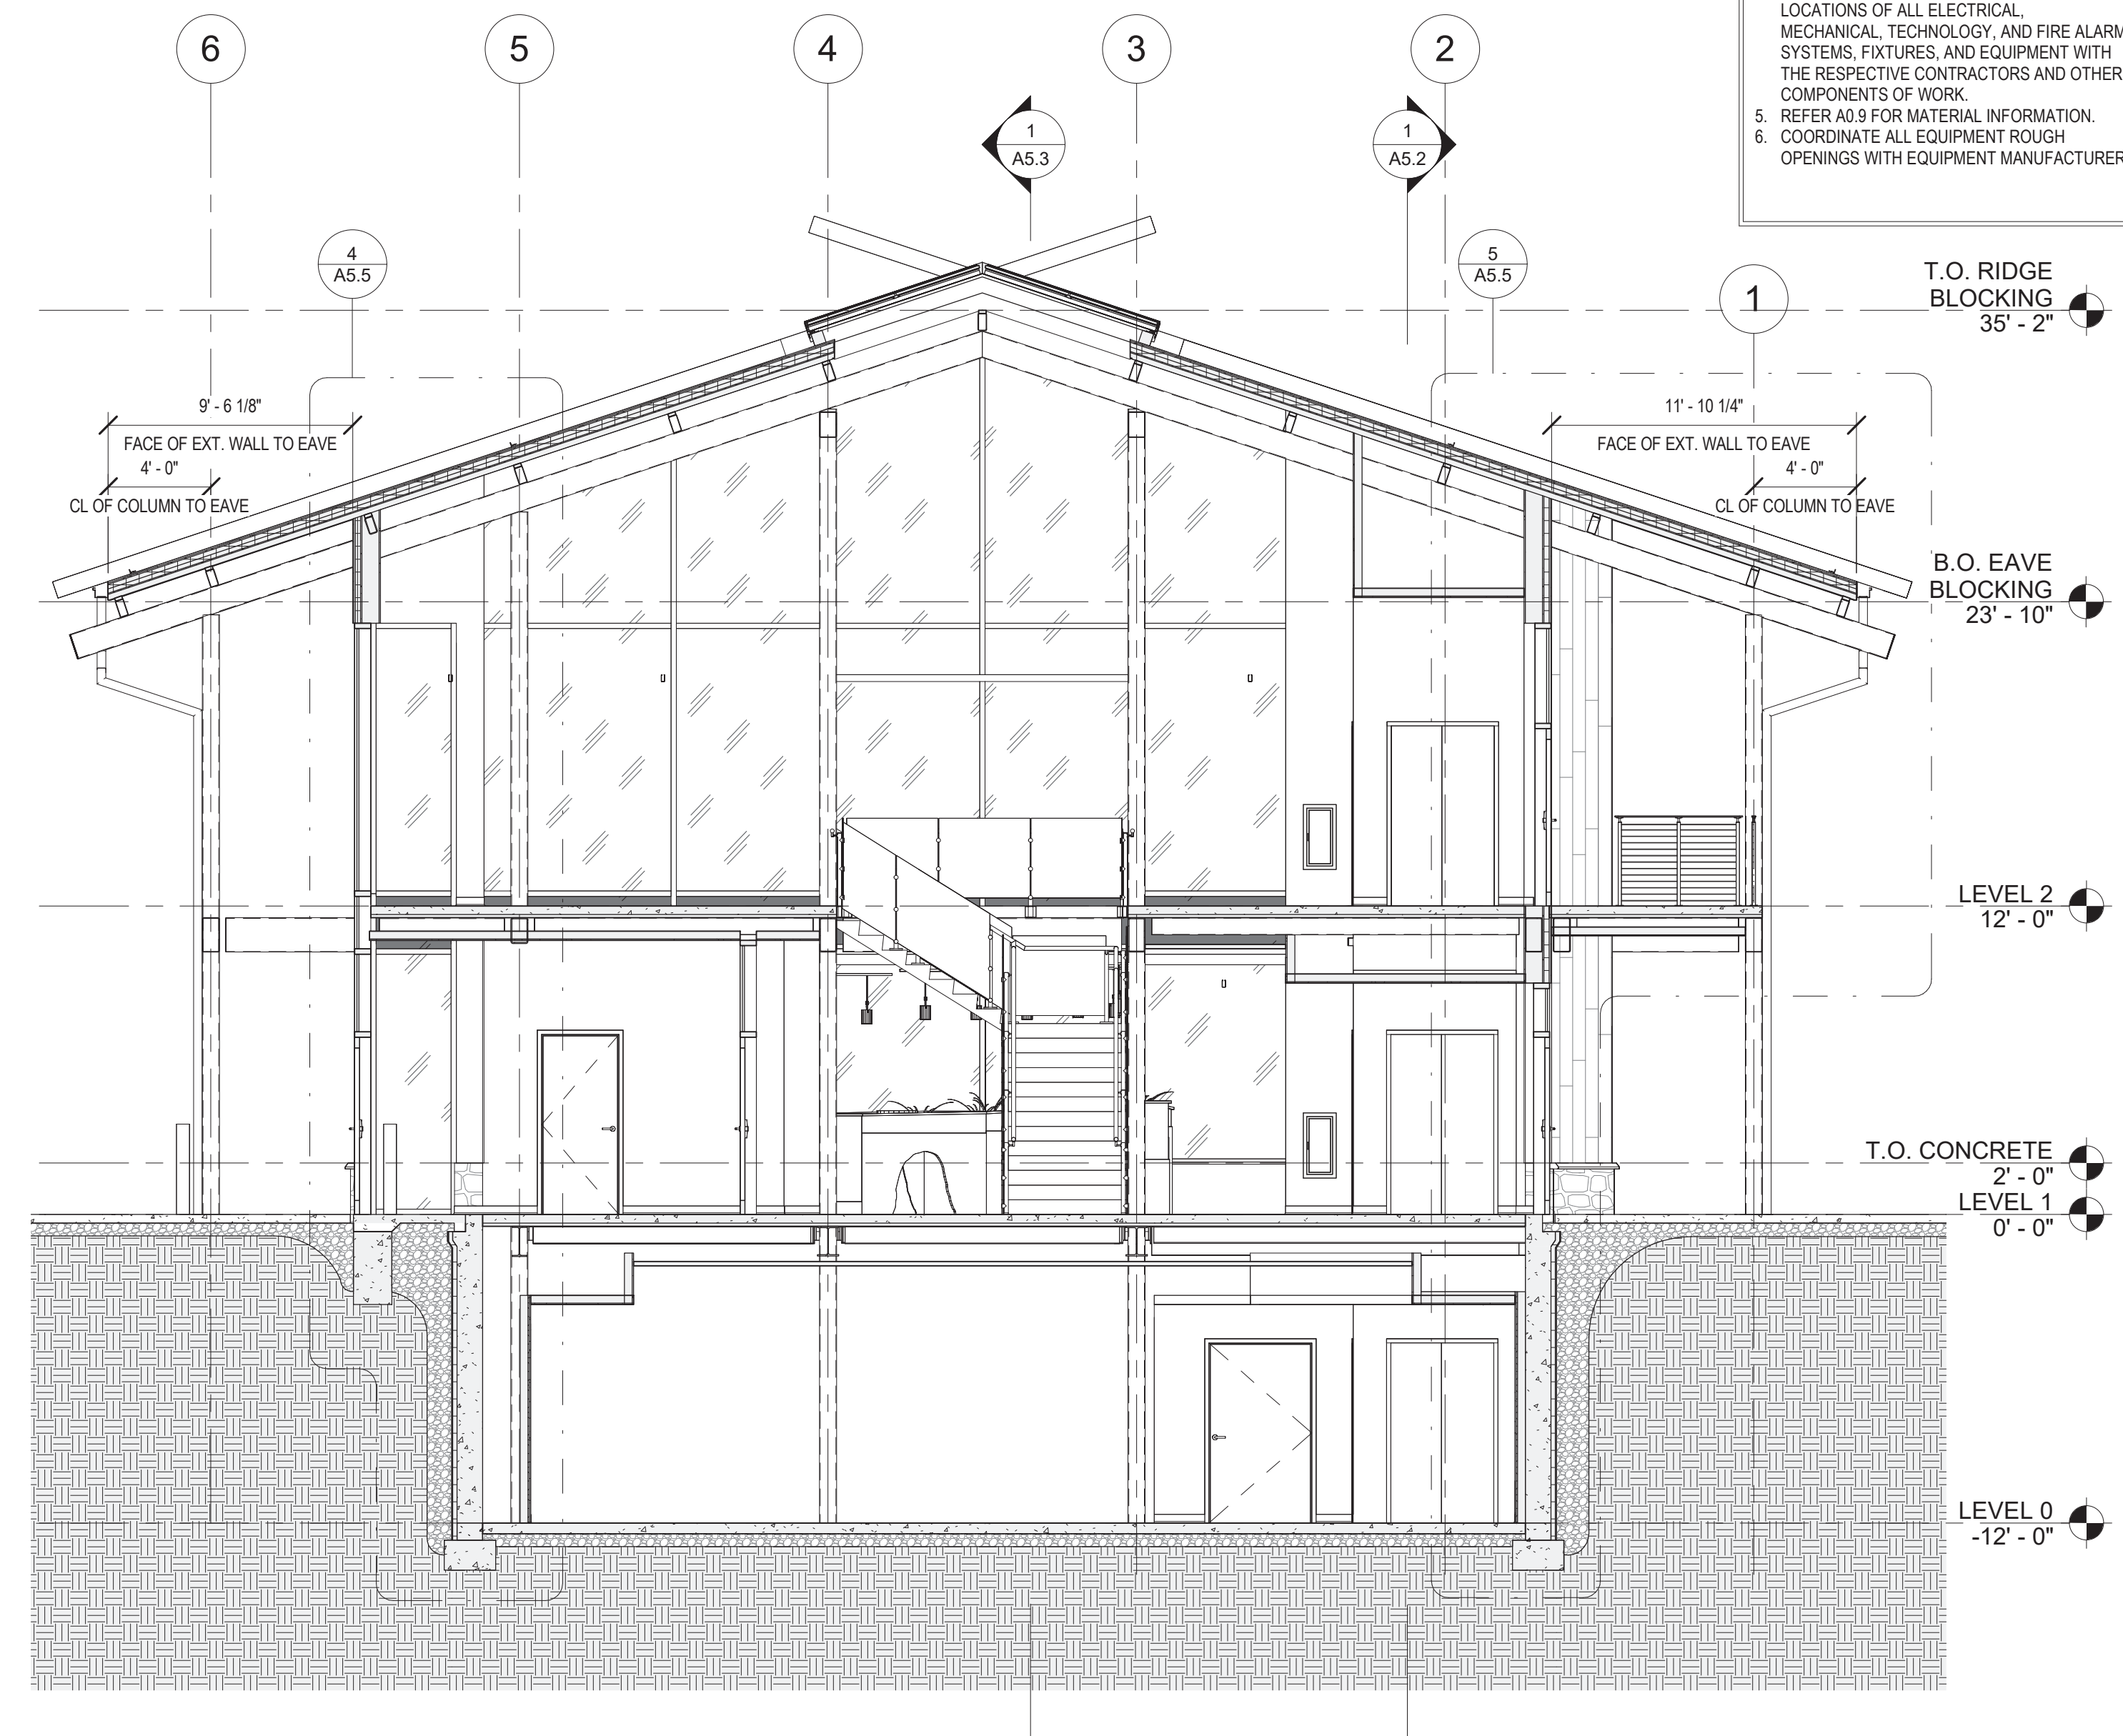 LOCATIONS OF ALL ELECTRICAL,
MECHANICAL, TECHNOLOGY, AND FIRE ALARM
SYSTEMS, FIXTURES, AND EQUIPMENT WITH
THE RESPECTIVE CONTRACTORS AND OTHER
COMPONENTS OF WORK.
5. REFER A0.9 FOR MATERIAL INFORMATION.
6. COORDINATE ALL EQUIPMENT ROUGH
OPENINGS WITH EQUIPMENT MANUFACTURER
6
5
4
3
2
1
A5.3
1
A5.2
4
A5.5
5
A5.5
1
T.O. RIDGE
BLOCKING
35' - 2"
9' - 6 1/8"
FACE OF EXT. WALL TO EAVE
4' - 0"
CL OF COLUMN TO EAVE
11' - 10 1/4"
FACE OF EXT. WALL TO EAVE
4' - 0"
CL OF COLUMN TO EAVE
B.O. EAVE
BLOCKING
23' - 10"
LEVEL 2
12' - 0"
T.O. CONCRETE
2' - 0"
LEVEL 1
0' - 0"
LEVEL 0
-12' - 0"